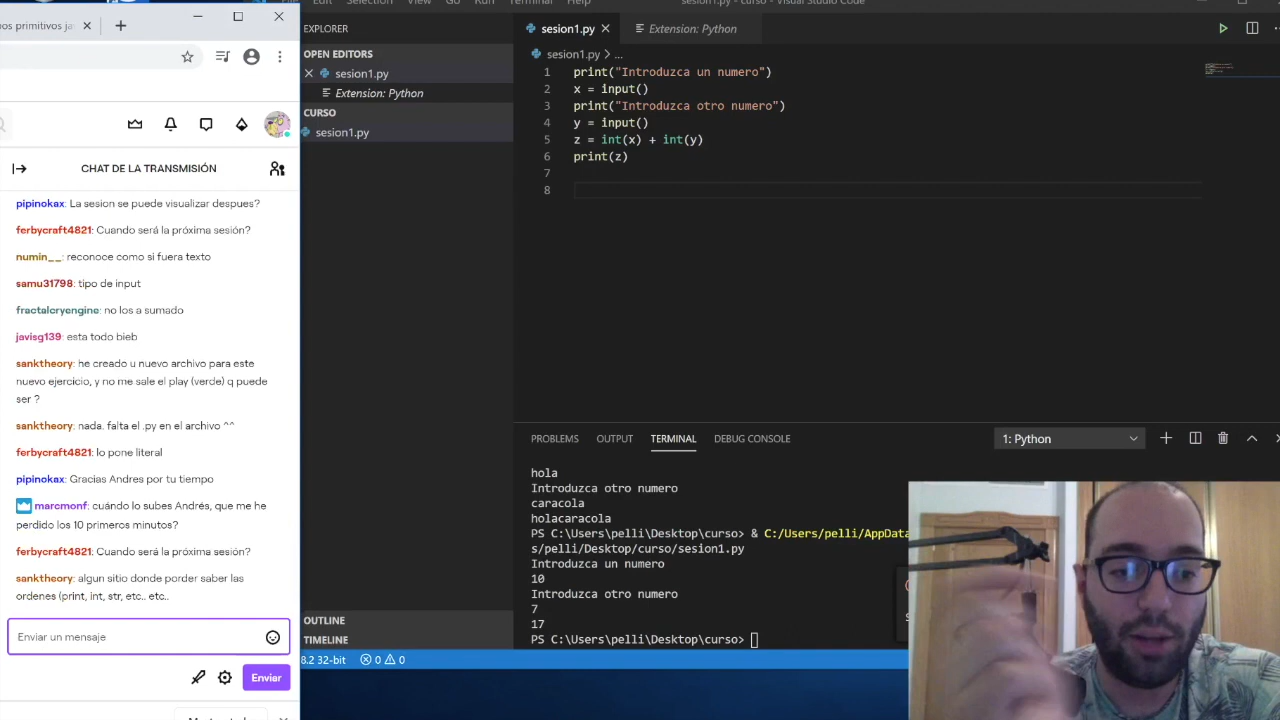 os primitivos ja
CHAT DE LA TRANSMISIÓN
pipinokax: La sesion se puede visualizar despues?
ferbycraft4821: Cuando será la próxima sesión?
numin__: reconoce como si fuera texto
samu31798: tipo de input
fractalcryengine: no los a sumado
javisg139: esta todo bieb
sanktheory: he creado u nuevo archivo para este
nuevo ejercicio, y no me sale el play (verde) q puede
ser ?
sanktheory: nada. falta el .py en el archivo ^^
ferbycraft4821: lo pone literal
pipinokax: Gracias Andres por tu tiempo
marcmonf: cuándo lo subes Andrés, que me he
perdido los 10 primeros minutos?
ferbycraft4821: Cuando será la próxima sesión?
sanktheory: algun sitio donde porder saber las
ordenes (print, int, str, etc.. etc..
Enviar un mensaje
Enviar
Edit Selection View Go Run Terminal Help
sesion1.py - curso - Visual Studio Code
EXPLORER
OPEN EDITORS
sesion1.py
Extension: Python
CURSO
sesion1.py
OUTLINE
TIMELINE
sesion1.py
Extension: Python
sesion1.py > ...
1 print("Introduzca un numero")
2 x = input()
3 print("Introduzca otro numero")
4 y = input()
5 z = int(x) + int(y)
6 print(z)
7
8
PROBLEMS OUTPUT TERMINAL DEBUG CONSOLE
1: Python
hola
Introduzca otro numero
caracola
holacaracola
PS C:\Users\pelli\Desktop\curso> & C:/Users/pelli/AppData
s/pelli/Desktop/curso/sesion1.py
Introduzca un numero
10
Introduzca otro numero
7
17
PS C:\Users\pelli\Desktop\curso>
8.2 32-bit 0 0